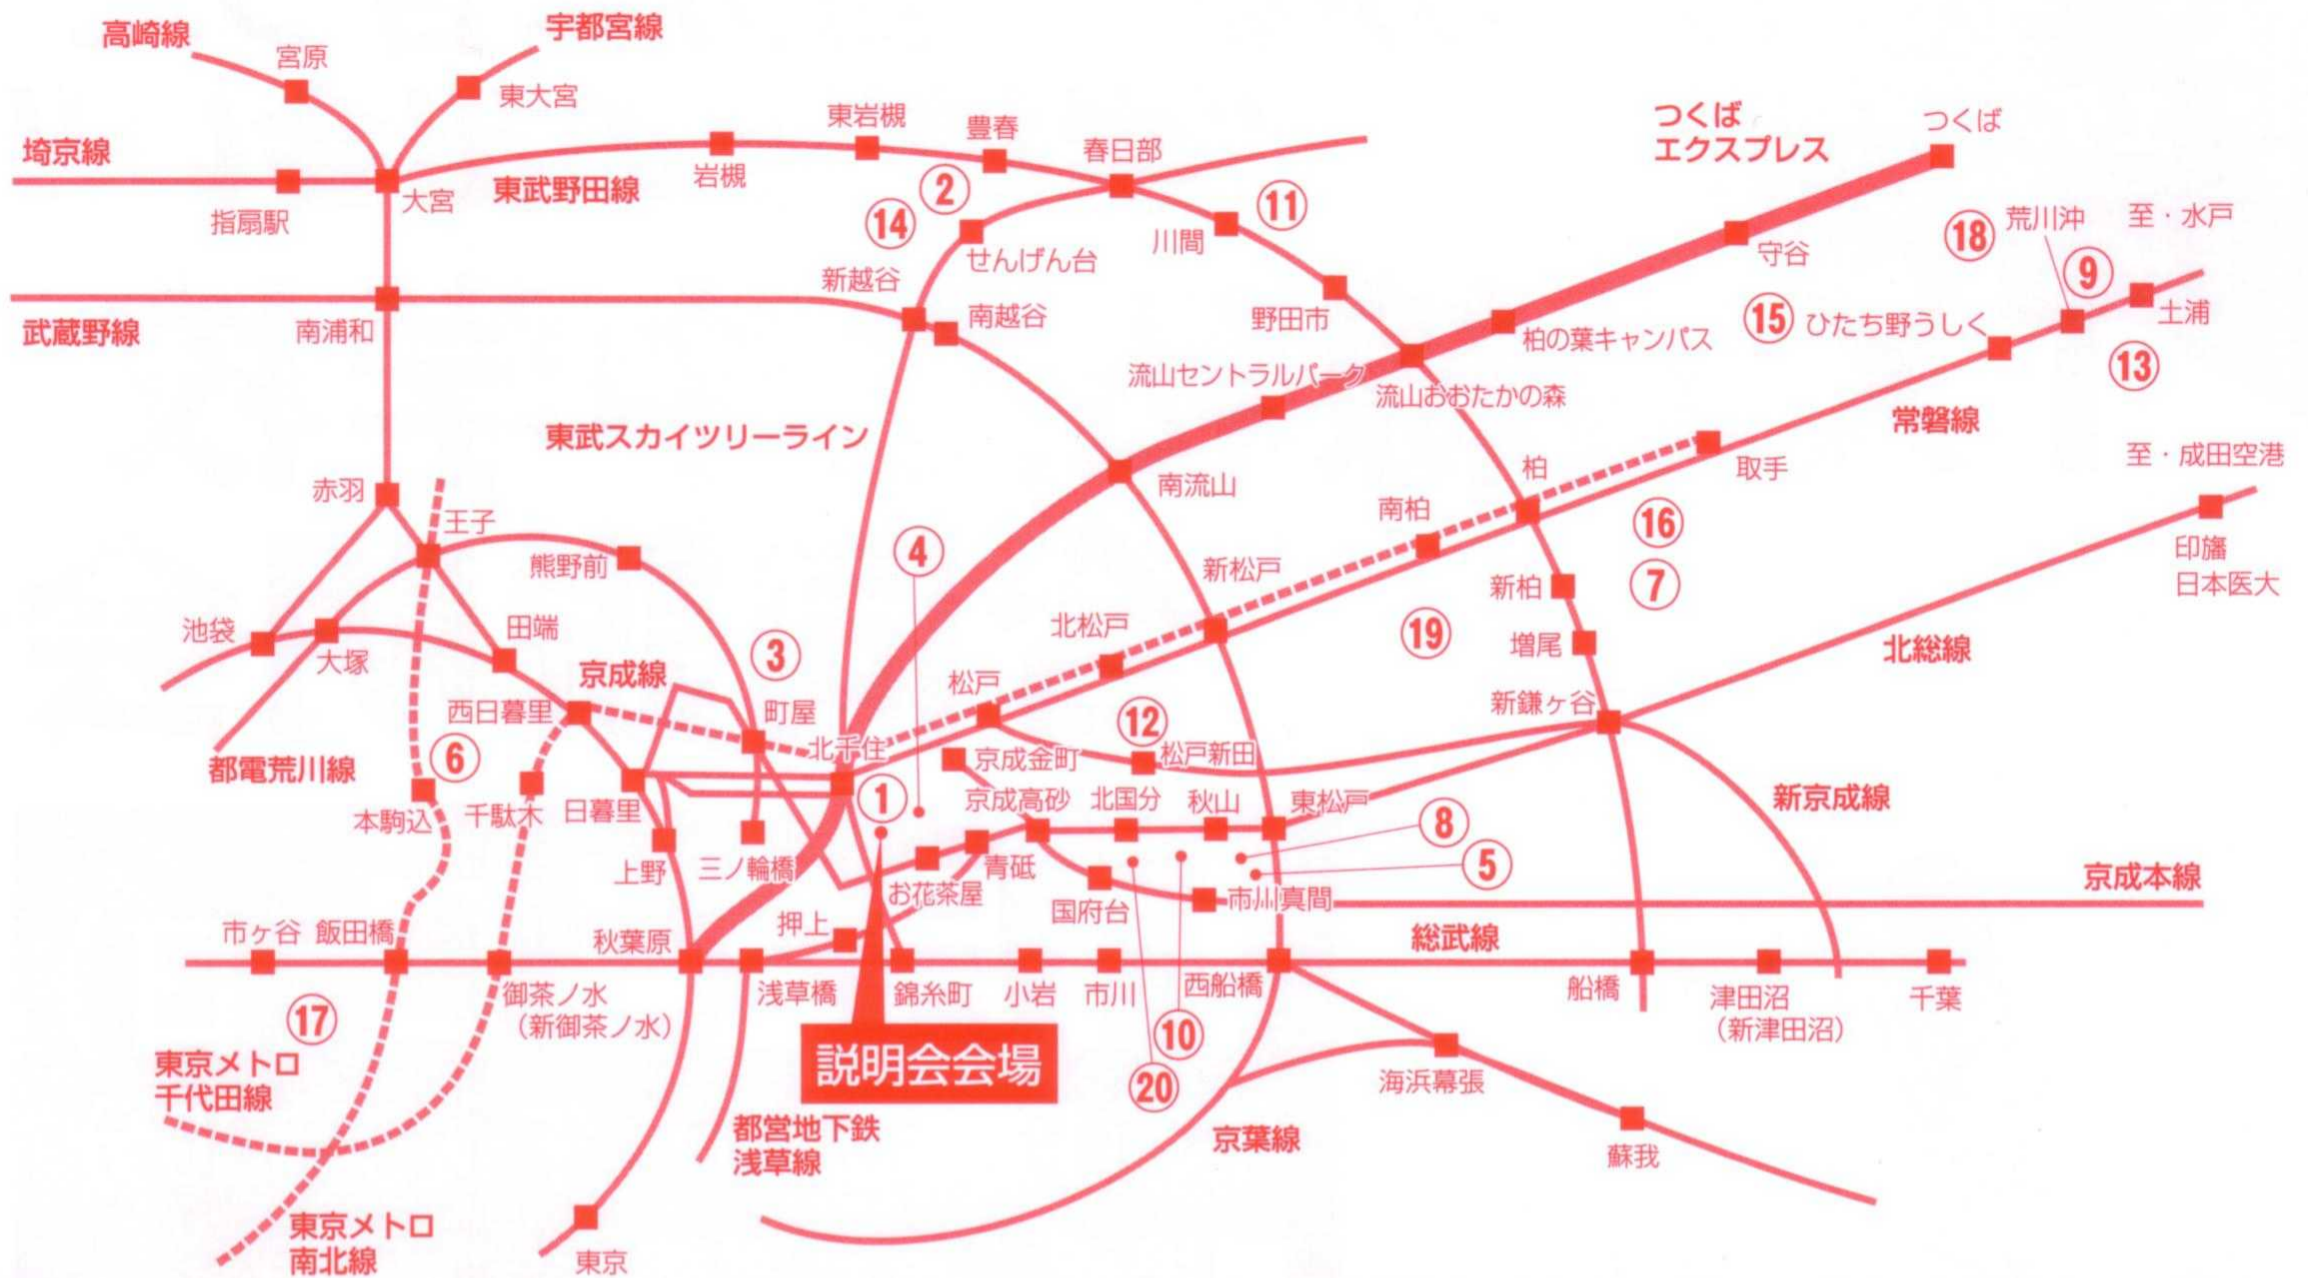 高崎線
宇都宮線
宮原
東大宮
埼京線
指扇駅
大宮
東武野田線
岩槻
東岩槻
豊春
春日部
②
⑭
せんげん台
川間
⑪
つくば
エクスプレス
つくば
守谷
⑱
荒川沖
至・水戸
⑨
土浦
⑬
⑮
ひたち野うしく
武蔵野線
南浦和
新越谷
南越谷
野田市
柏の葉キャンパス
流山セントラルパーク
流山おおたかの森
常磐線
東武スカイツリーライン
南流山
柏
取手
南柏
⑯
⑦
至・成田空港
印旛
日本医大
赤羽
王子
熊野前
④
新松戸
新柏
池袋
大塚
田端
京成線
③
北松戸
⑲
増尾
北総線
西日暮里
町屋
北千住
松戸
⑫
松戸新田
新鎌ヶ谷
都電荒川線
⑥
本駒込
千駄木
日暮里
①
京成金町
京成高砂
北国分
秋山
東松戸
新京成線
⑧
⑤
上野
三ノ輪橋
お花茶屋
青砥
国府台
市川真間
京成本線
市ヶ谷
飯田橋
秋葉原
押上
総武線
⑰
御茶ノ水
（新御茶ノ水）
浅草橋
錦糸町
小岩
市川
西船橋
船橋
津田沼
（新津田沼）
千葉
説明会会場
⑩
⑳
海浜幕張
東京メトロ
千代田線
都営地下鉄
浅草線
京葉線
蘇我
東京メトロ
南北線
東京